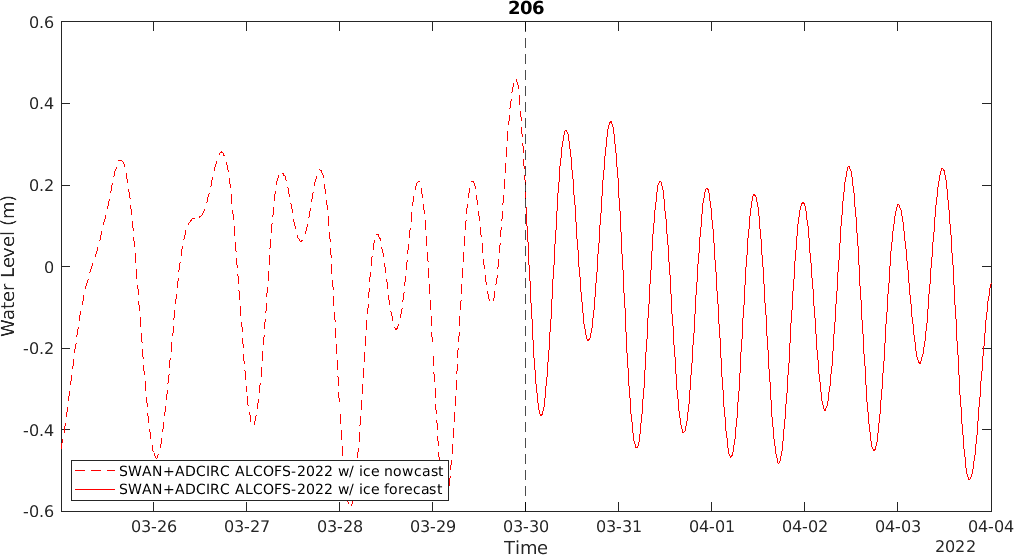 206
0.6
0.4
0.2
0
-0.2
-0.4
-0.6
Water Level (m)
SWAN+ADCIRC ALCOFS-2022 w/ ice nowcast
SWAN+ADCIRC ALCOFS-2022 w/ ice forecast
03-26 03-27 03-28 03-29 03-30 03-31 04-01 04-02 04-03 04-04
Time
2022